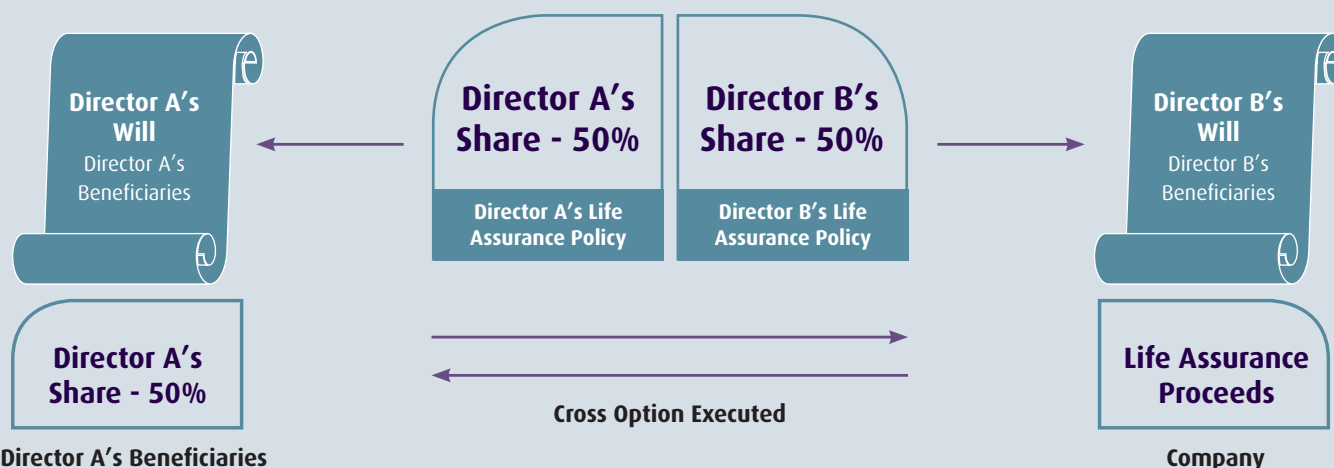 Director A's
Will
Director A's
Beneficiaries
Director A's
Share - 50%
Director A's Life
Assurance Policy
Director B's
Share - 50%
Director B's Life
Assurance Policy
Director B's
Will
Director B's
Beneficiaries
Director A's
Share - 50%
Director A's Beneficiaries
Cross Option Executed
Life Assurance
Proceeds
Company